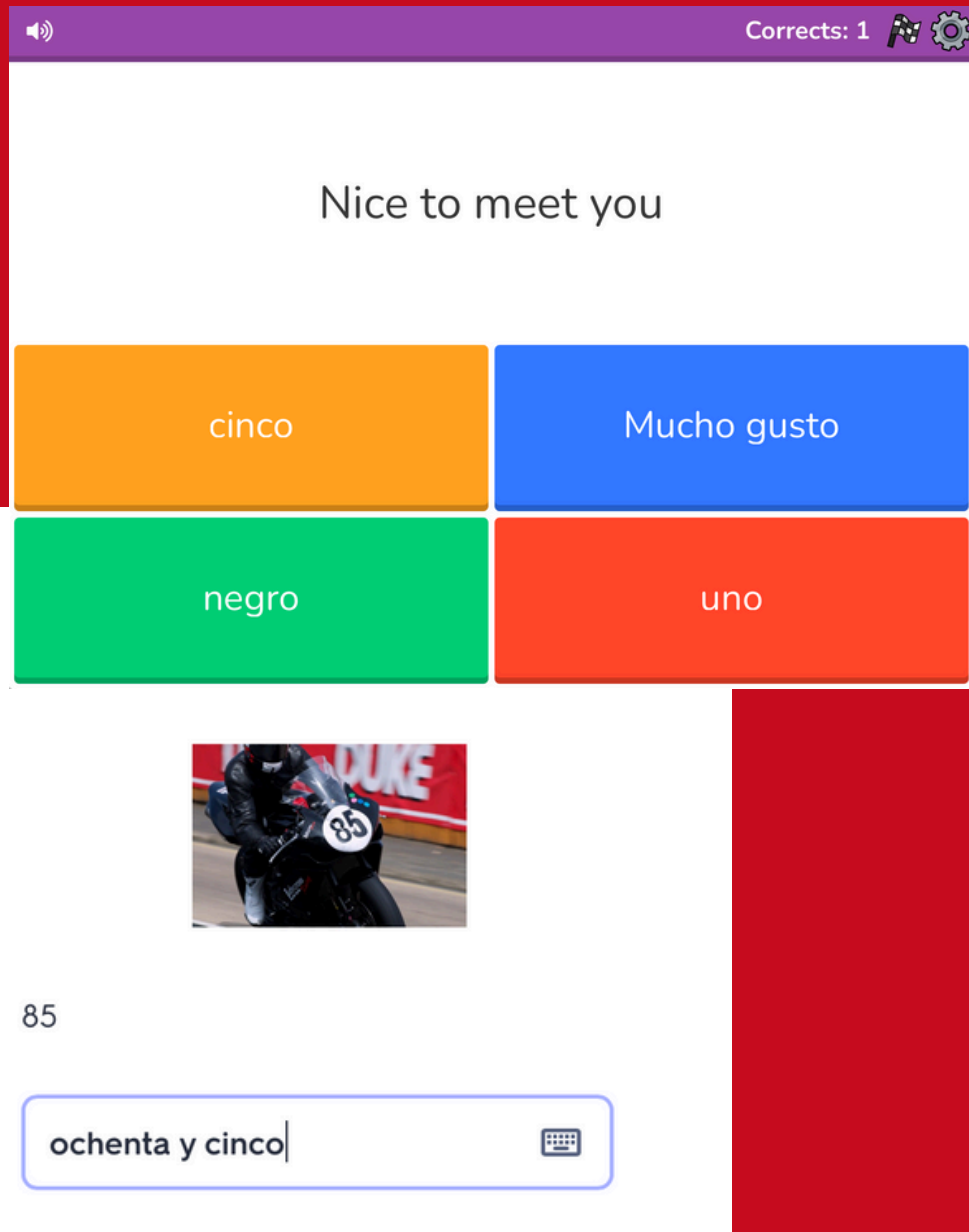 Corrects: 1
Nice to meet you
cinco
Mucho gusto
negro
uno
DUKE
85
85
ochenta y cinco